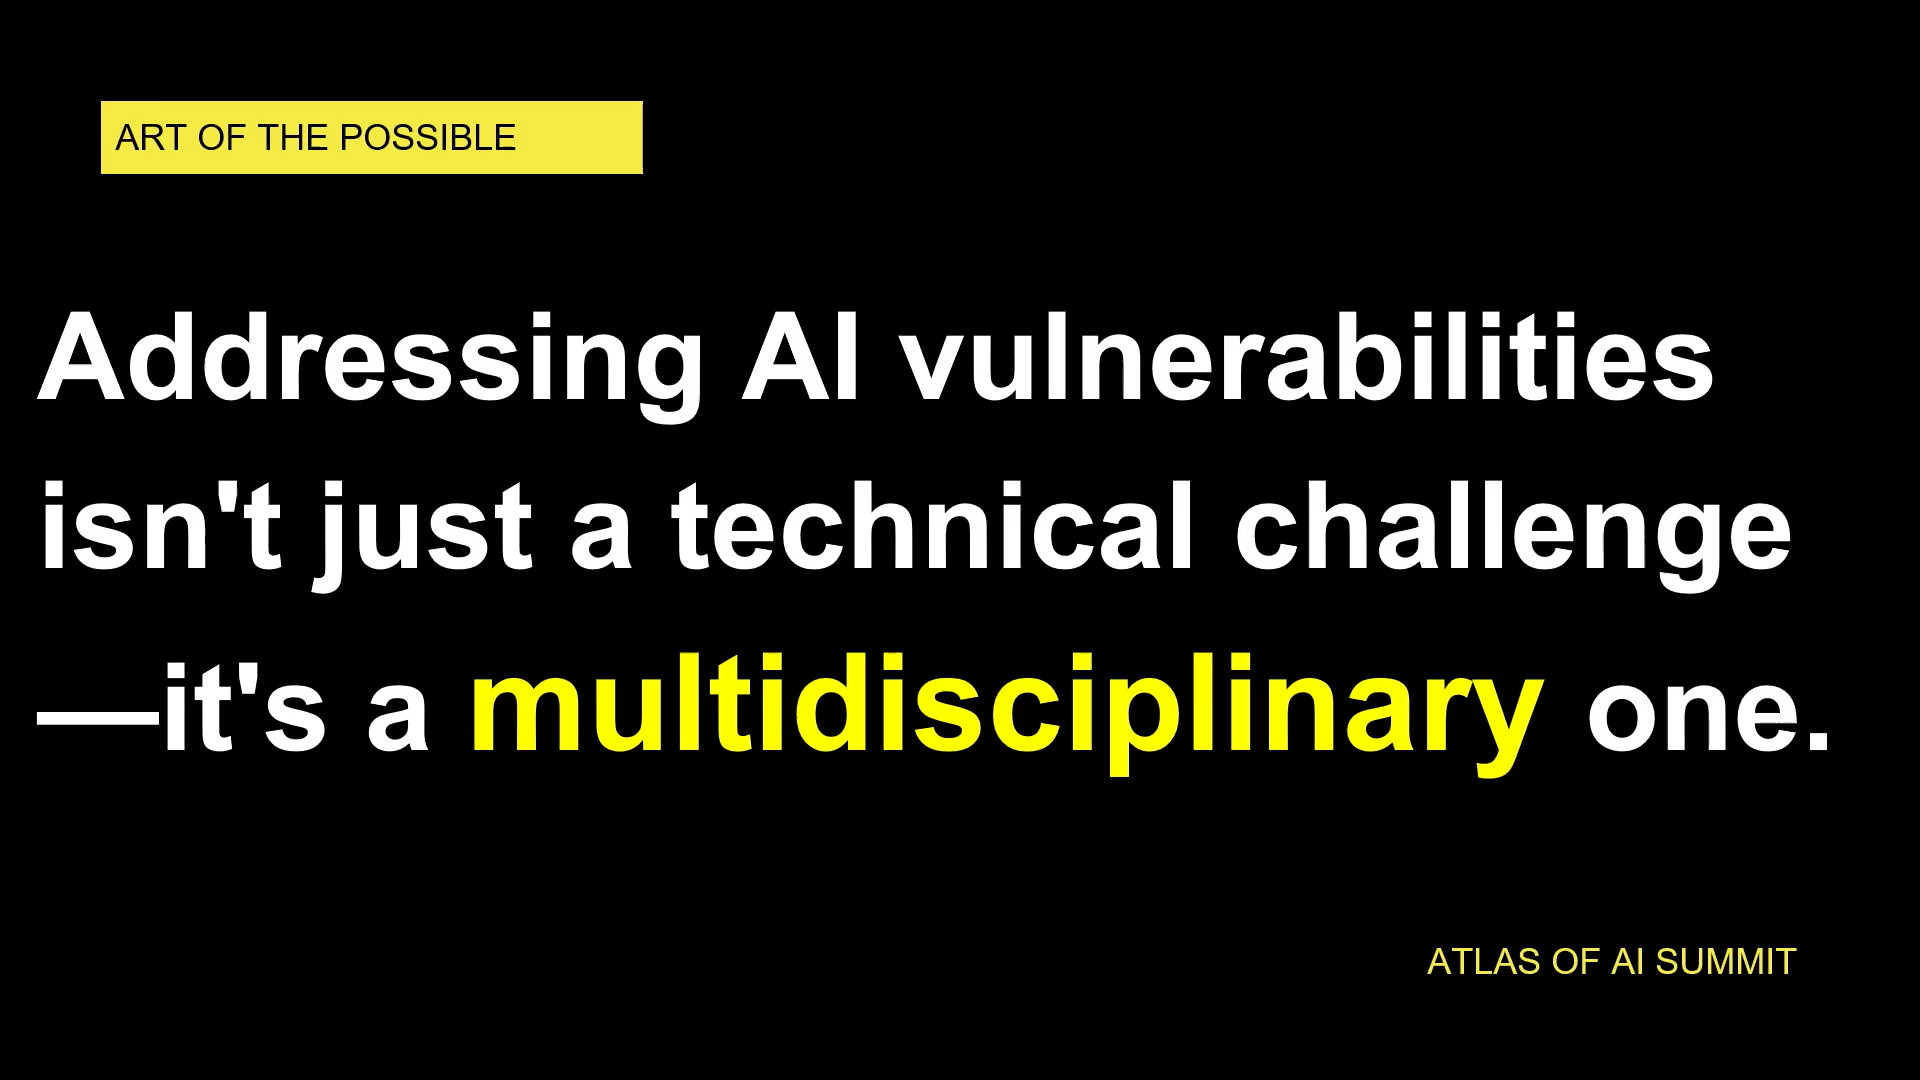 ART OF THE POSSIBLE
Addressing AI vulnerabilities
isn't just a technical challenge
—it's a multidisciplinary one.
ATLAS OF AI SUMMIT